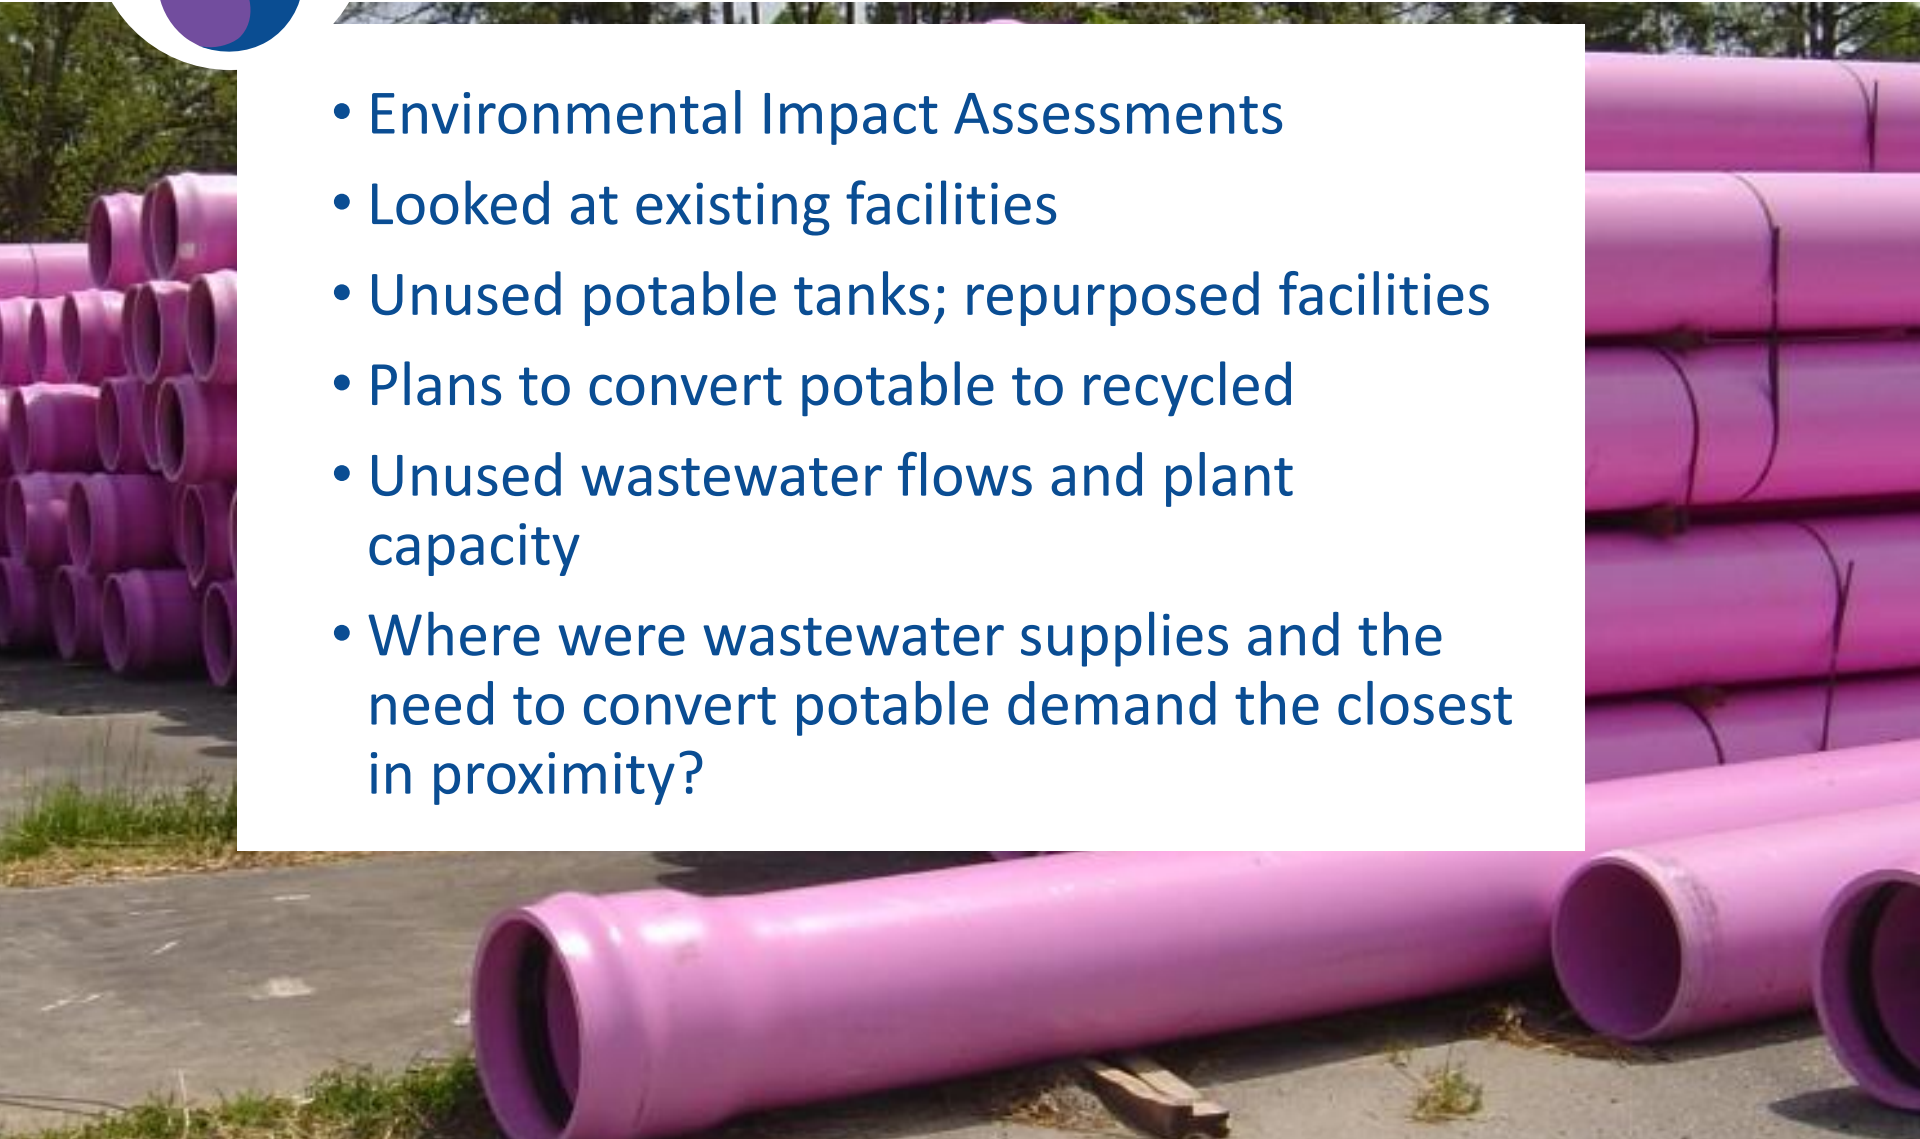 • Environmental Impact Assessments
• Looked at existing facilities
• Unused potable tanks; repurposed facilities
• Plans to convert potable to recycled
• Unused wastewater flows and plant
capacity
• Where were wastewater supplies and the
need to convert potable demand the closest
in proximity?